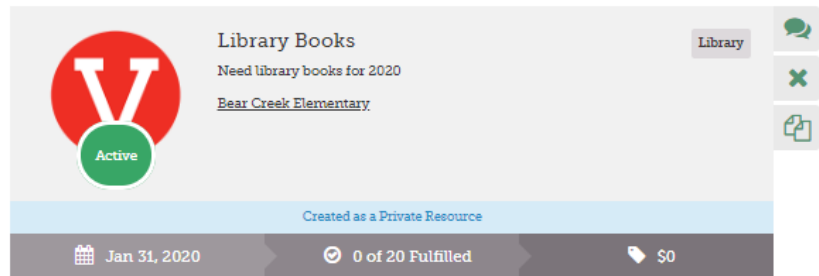 V
Active
Library Books
Need library books for 2020
Bear Creek Elementary
Library
Created as a Private Resource
Jan 31, 2020
0 of 20 Fulfilled
$0